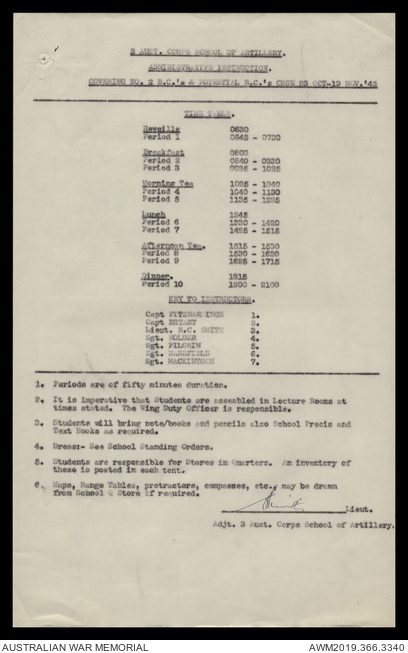 3 AUST. CORPS SCHOOL OF ARTILLERY.
ADMINISTRATIVE INSTRUCTION.
COVERING NO. 2 B.C.'s & POTENTIAL B.C.'s CRSE 23 OCT-19 NOV.'43
TIME TABLE.
Reveille 0630
Period 1 0645 - 0730
Breakfast 0800
Period 2 0840 - 0930
Period 3 0935 - 1025
Morning Tea 1025 - 1040
Period 4 1040 - 1130
Period 5 1135 - 1225
Lunch 1245
Period 6 1330 - 1420
Period 7 1425 - 1515
Afternoon Tea. 1515 - 1530
Period 8 1530 - 1620
Period 9 1625 - 1715
Dinner. 1815
Period 10 1900 - 2100
KEY TO INSTRUCTORS.
Capt 1.
Capt BRYANT 2.
Lieut. R.C. SMITH 3.
Sgt. HOLDER 4.
Sgt. PILGRIM 5.
Sgt. MANSFIELD 6.
Sgt. MACKINTOSH 7.
1. Periods are of fifty minutes duration.
2. It is imperative that Students are assembled in Lecture Rooms at
times stated. The Wing Duty Officer is responsible.
3. Students will bring note/books and pencils also School Precis and
Text Books as required.
4. Dress:- See School Standing Orders.
5. Students are responsible for Stores in Quarters. An inventory of
these is posted in each tent.
6. Maps, Range Tables, protractors, compasses, etc., may be drawn
from School Q Store if required.
Lieut.
Adjt. 3 Aust. Corps School of Artillery.
AUSTRALIAN WAR MEMORIAL AWM2019.366.3340